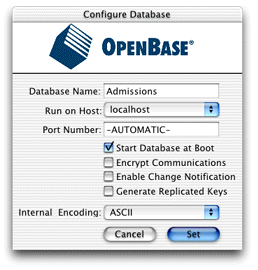 Configure Database
OPENBASE®
Database Name: Admissions
Run on Host: localhost
Port Number: -AUTOMATIC-
Start Database at Boot
Encrypt Communications
Enable Change Notification
Generate Replicated Keys
Internal Encoding: ASCII
Cancel Set